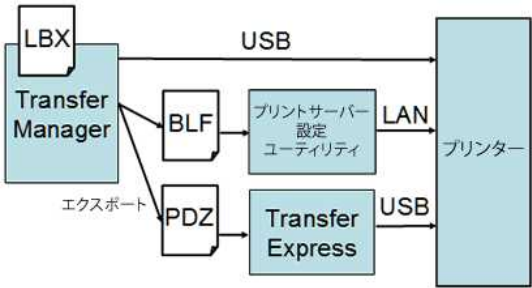 LBX
USB
Transfer
Manager
BLF
プリントサーバー
設定
ユーティリティ
LAN
プリンター
エクスポート
PDZ
Transfer
Express
USB